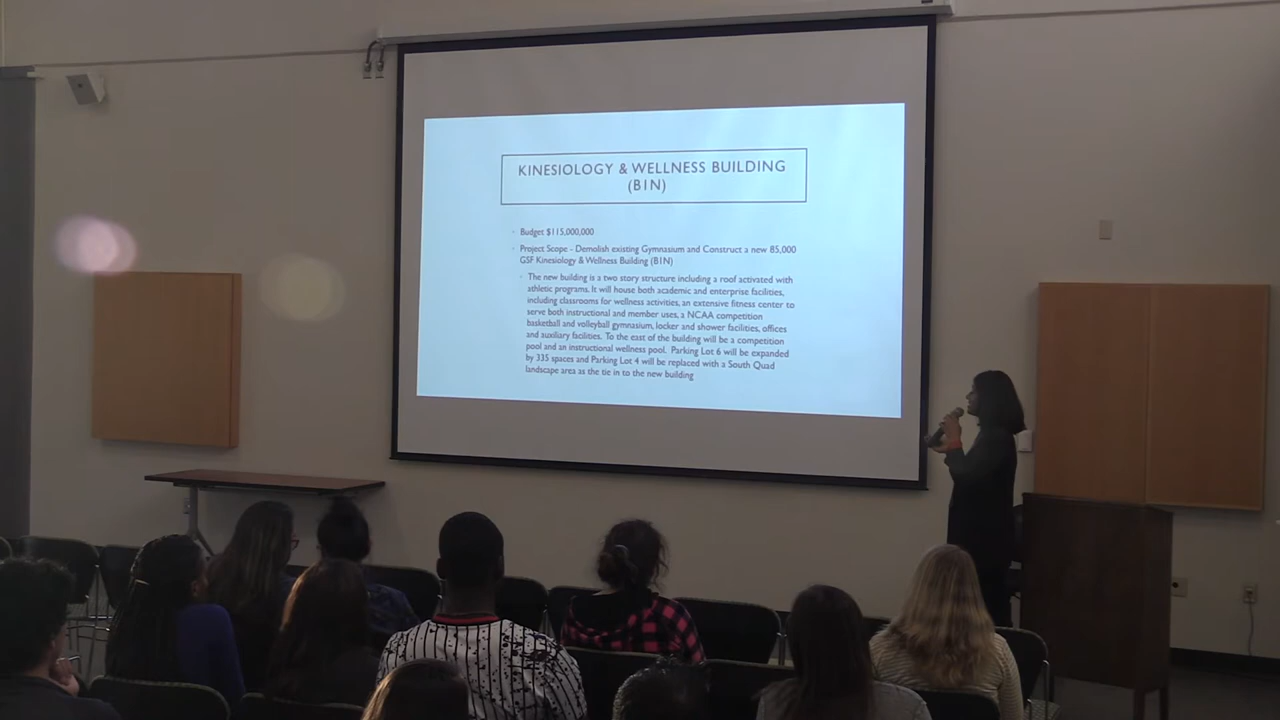 KINESIOLOGY & WELLNESS BUILDING
(BIN)
Budget $115,000,000
Project Scope - Demolish existing Gymnasium and Construct a new 85,000
GSF Kinesiology & Wellness Building (BIN)
The new building is a two story structure including a roof activated with
athletic programs. It will house both academic and enterprise facilities,
including classrooms for wellness activities, an extensive fitness center to
serve both instructional and member uses, a NCAA competition
basketball and volleyball gymnasium, locker and shower facilities, offices
and auxiliary facilities. To the east of the building will be a competition
pool and an instructional wellness pool. Parking Lot 6 will be expanded
by 335 spaces and Parking Lot 4 will be replaced with a South Quad
landscape area as the tie in to the new building